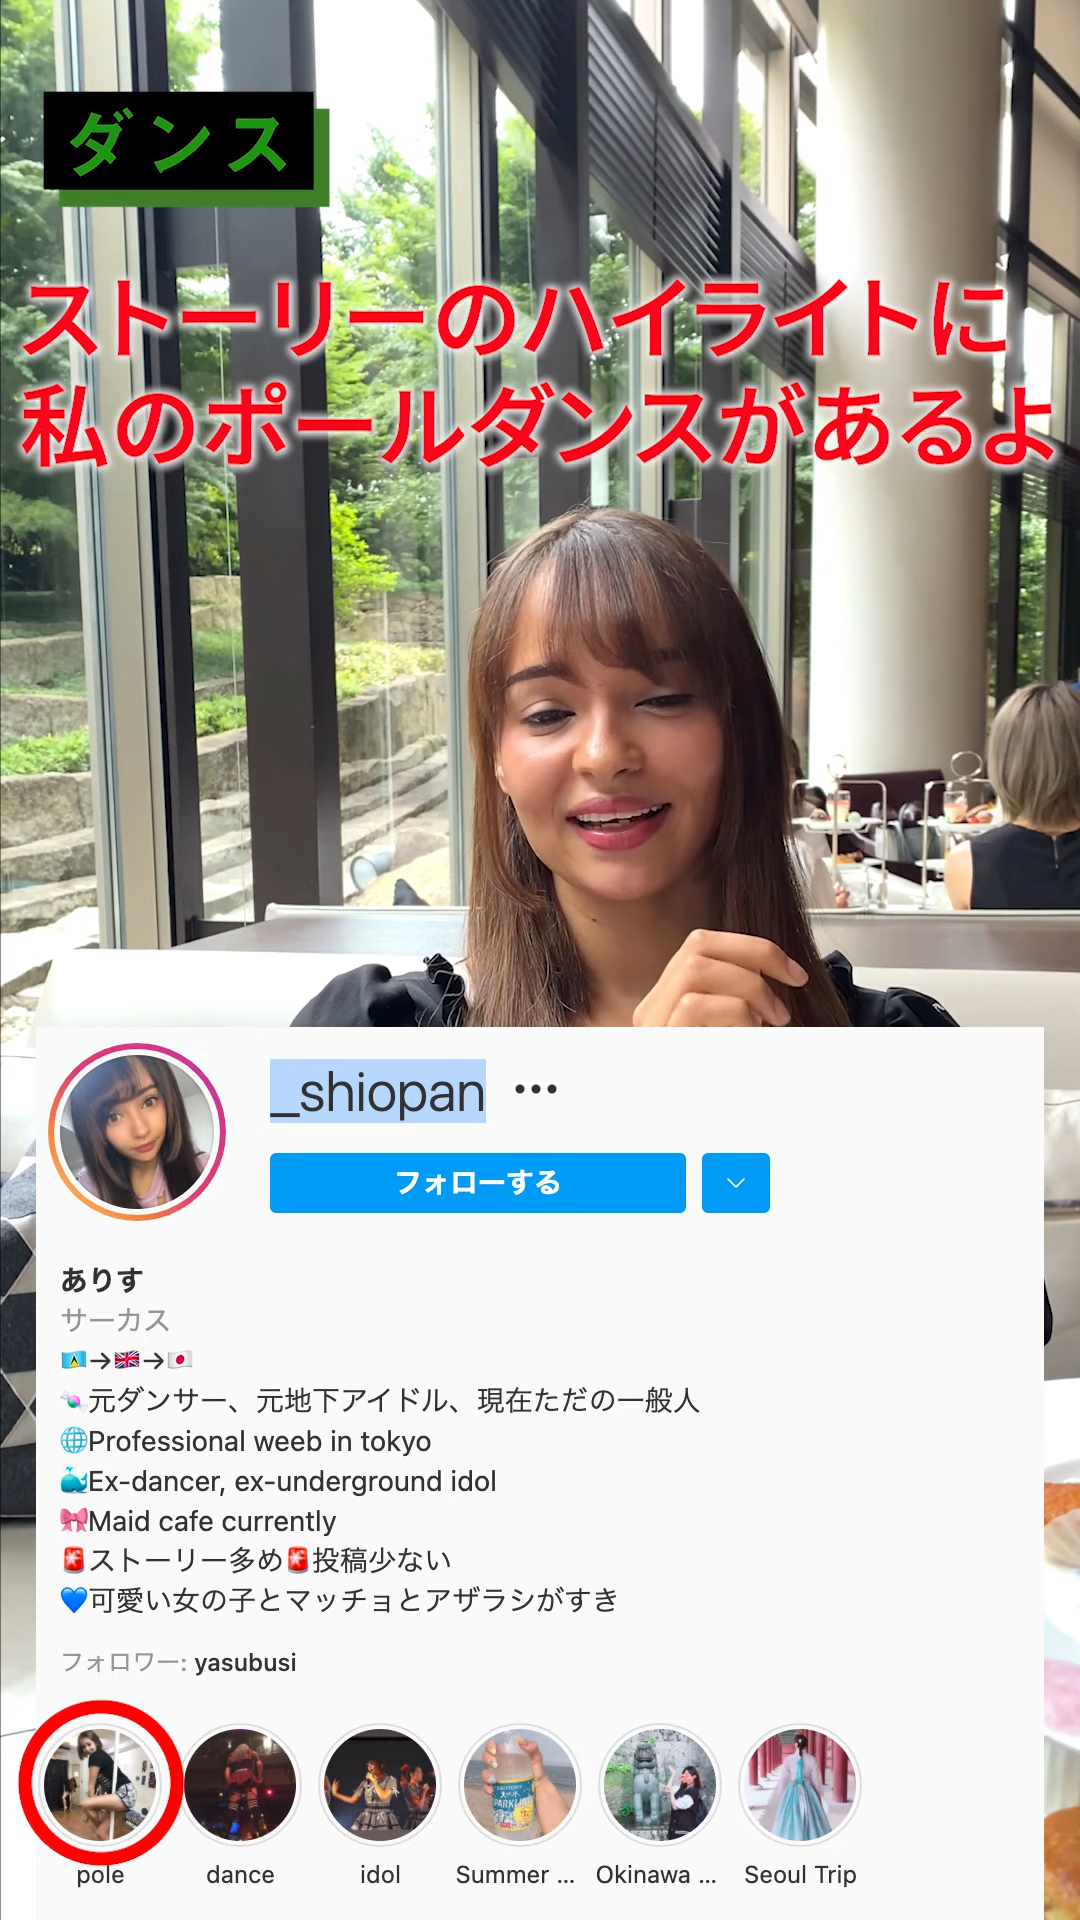 ダンス
ストーリーのハイライトに
私のポールダンスがあるよ
_shiopan •••
フォローする
ありす
サーカス
🇱🇨→🇬🇧→🇯🇵
🍬元ダンサー、元地下アイドル、現在ただの一般人
🌐Professional weeb in tokyo
🐳Ex-dancer, ex-underground idol
🎀Maid cafe currently
🚨ストーリー多め🚨投稿少ない
💙可愛い女の子とマッチョとアザラシがすき
フォロワー: yasubusi
SUNTORY
天然水
SPARKLING
pole dance idol Summer ... Okinawa ... Seoul Trip